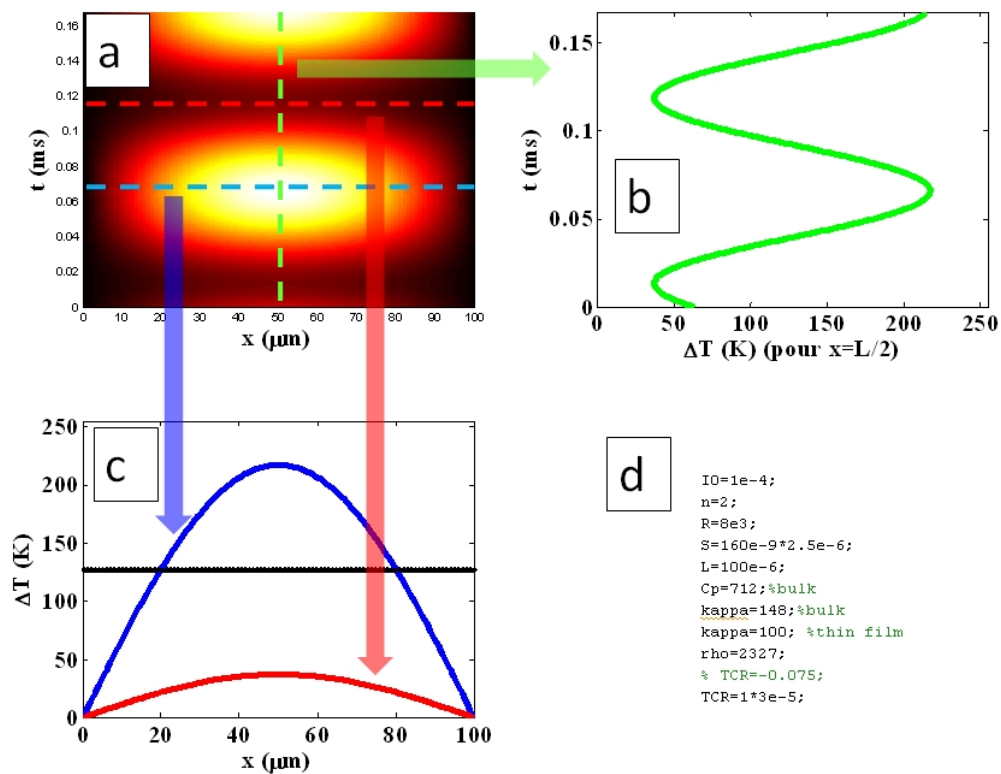 a
0.16
0.14
0.12
0.1
0.08
0.06
0.04
0.02
0
t (ms)
0 10 20 30 40 50 60 70 80 90 100
x (μm)
b
0.15
0.1
0.05
0
t (ms)
0 50 100 150 200 250
ΔT (K) (pour x=L/2)
c
250
200
150
100
50
0
ΔT (K)
0 20 40 60 80 100
x (μm)
d
IO=1e-4;
n=2;
R=8e3;
S=160e-9*2.5e-6;
L=100e-6;
Cp=712;%bulk
kappa=148;%bulk
kappa=100; %thin film
rho=2327;
% TCR=-0.075;
TCR=1*3e-5;